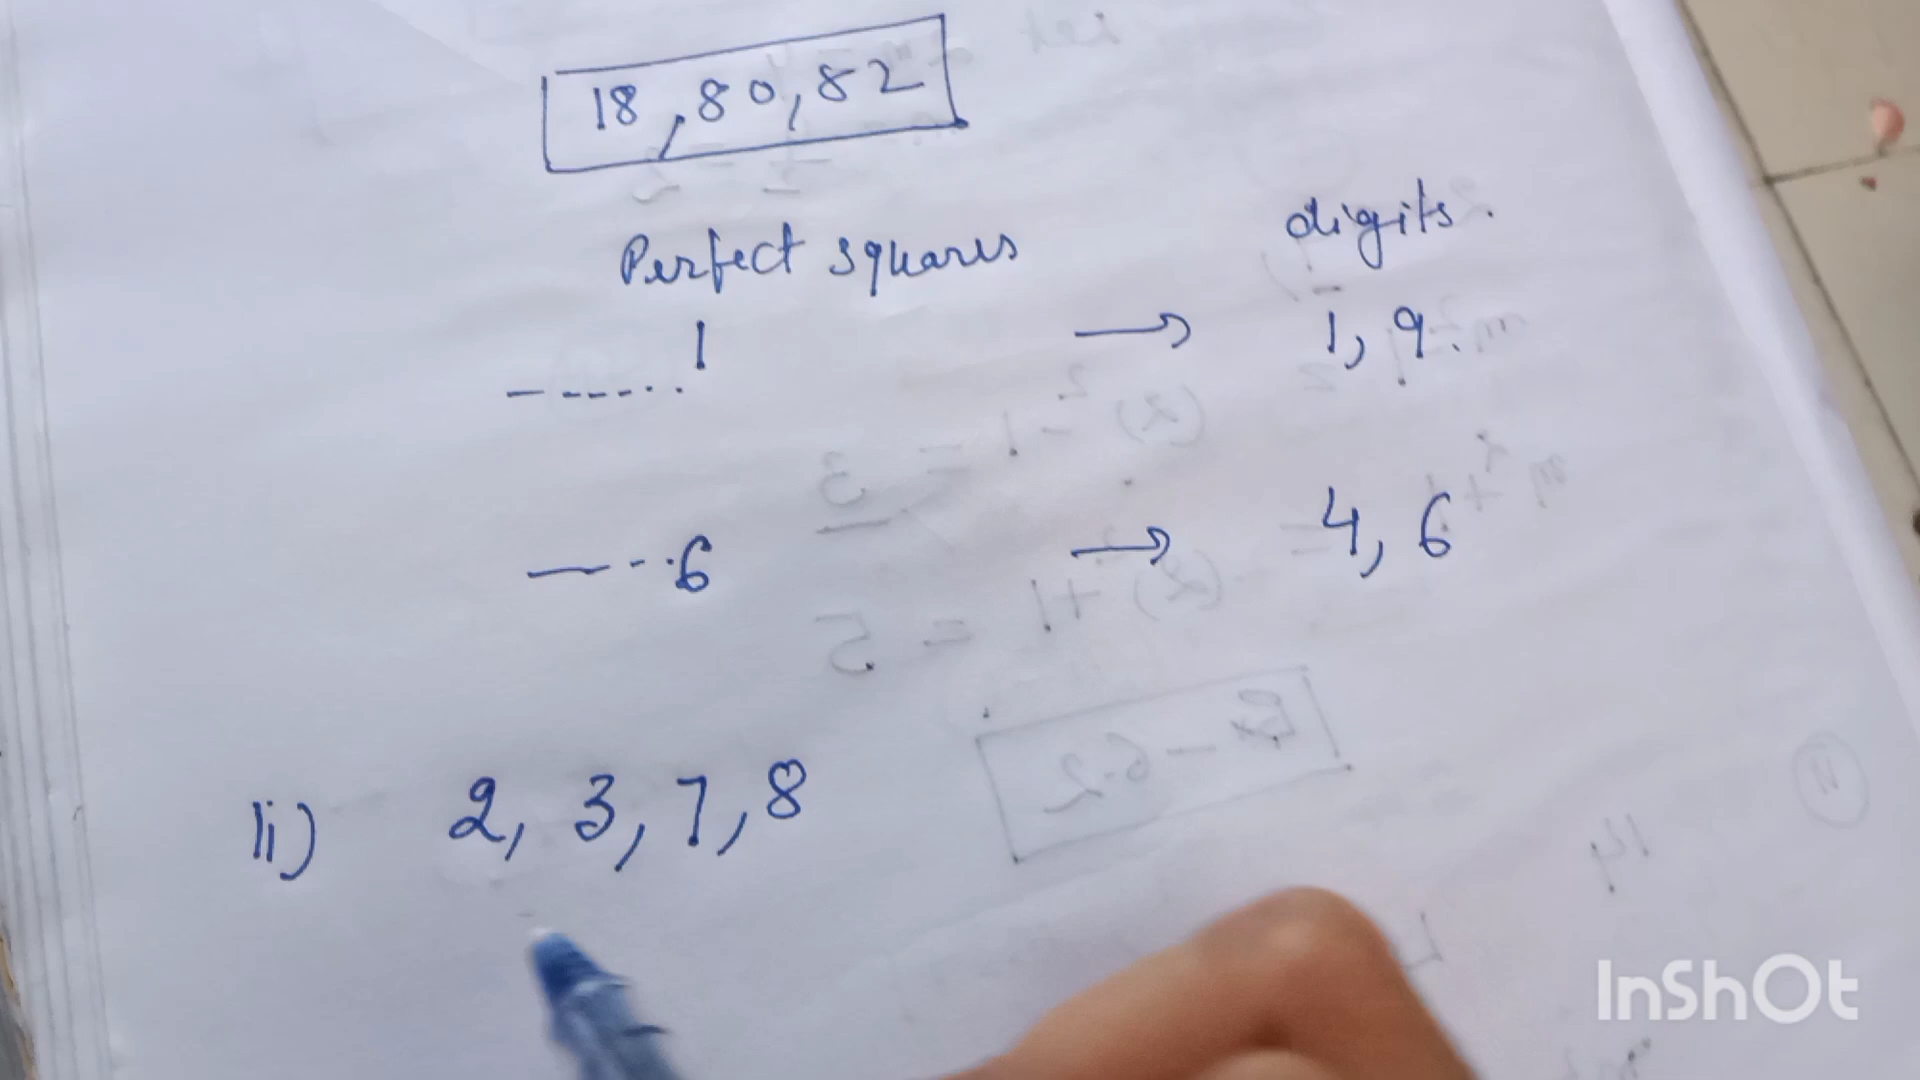 18, 80, 82
Perfect squares digits.
- - - - - . . 1 → 1, 9.
— - - . . 6 → 4, 6
ii) 2, 3, 7, 8
InShOt